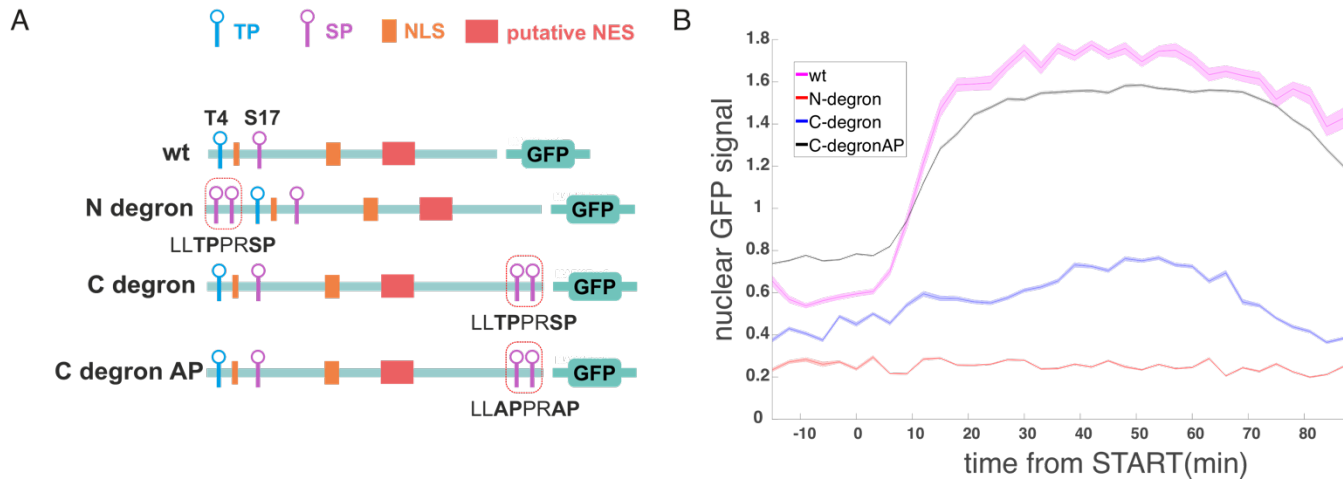 A
TP
SP
NLS
putative NES
T4
S17
wt
GFP
N degron
GFP
LLTPPRSP
C degron
GFP
LLTPPRSP
C degron AP
GFP
LLAPPRAP
B
nuclear GFP signal
1.8
1.6
1.4
1.2
1
0.8
0.6
0.4
0.2
0
wt
N-degron
C-degron
C-degronAP
-10 0 10 20 30 40 50 60 70 80
time from START(min)